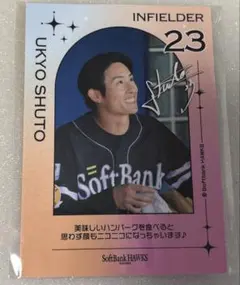 INFIELDER
23
UKYO SHUTO
SoftBank
©SoftBank HAWKS
美味しいハンバーグを食べると
思わず顔もニコニコになっちゃいます♪
SoftBank HAWKS